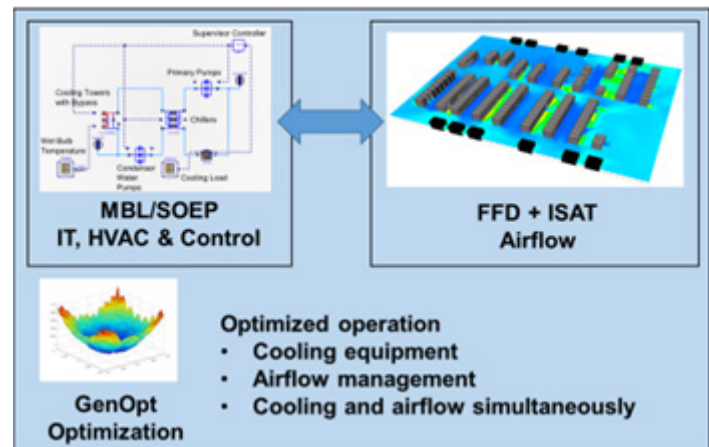 Supervisor Controller
Primary Pumps
Cooling Towers
with Bypass
Chillers
Wet Bulb
Temperature
Condenser
Water
Pumps
Cooling Load
MBL/SOEP
IT, HVAC & Control
FFD + ISAT
Airflow
Optimized operation
• Cooling equipment
• Airflow management
• Cooling and airflow simultaneously
GenOpt
Optimization